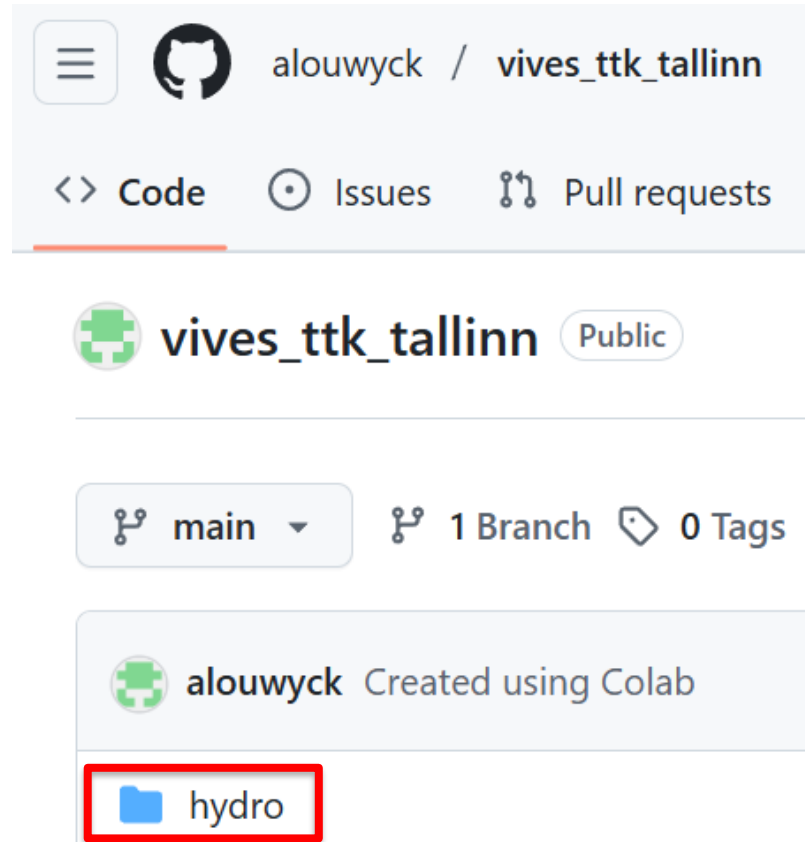 alouwyck / vives_ttk_tallinn
Code Issues Pull requests
vives_ttk_tallinn Public
main 1 Branch 0 Tags
alouwyck Created using Colab
hydro